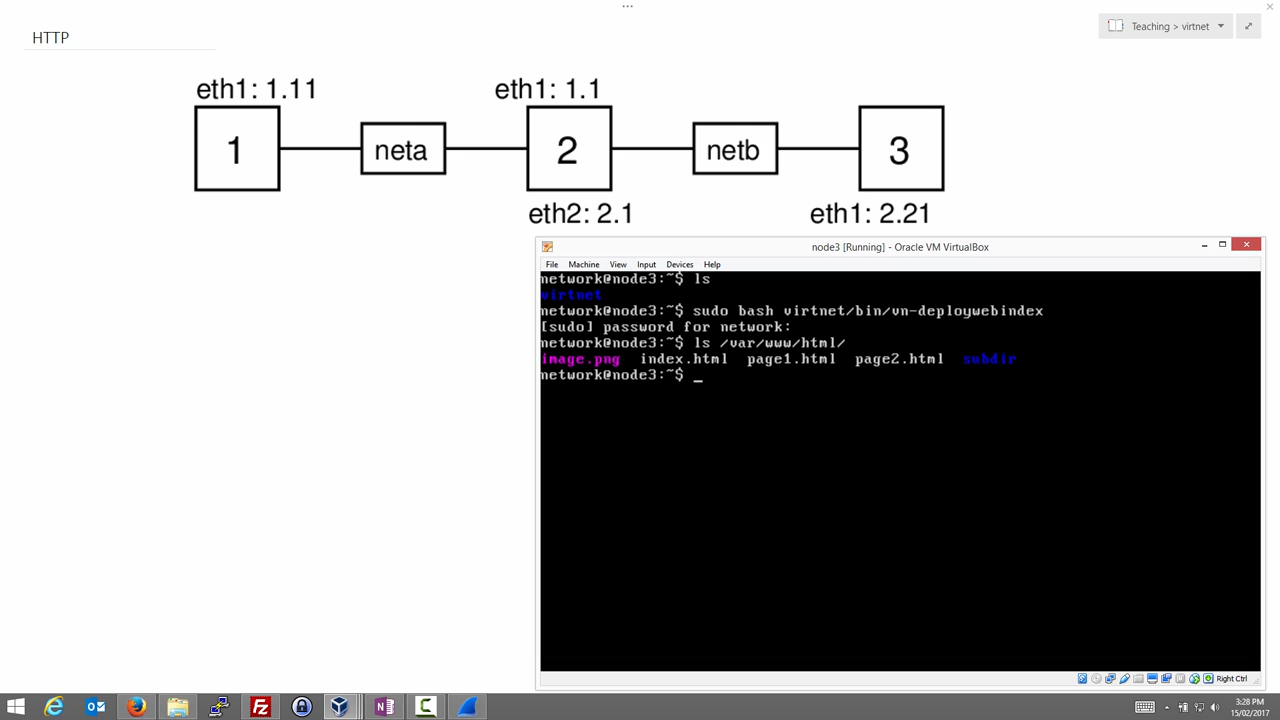 HTTP
Teaching > virtnet
eth1: 1.11
eth1: 1.1
1
neta
2
netb
3
eth2: 2.1
eth1: 2.21
node3 [Running] - Oracle VM VirtualBox
File Machine View Input Devices Help
network@node3:~$ ls
virtnet
network@node3:~$ sudo bash virtnet/bin/vn-deploywebindex
[sudo] password for network:
network@node3:~$ ls /var/www/html/
image.png index.html page1.html page2.html subdir
network@node3:~$ _
Right Ctrl
3:28 PM
15/02/2017